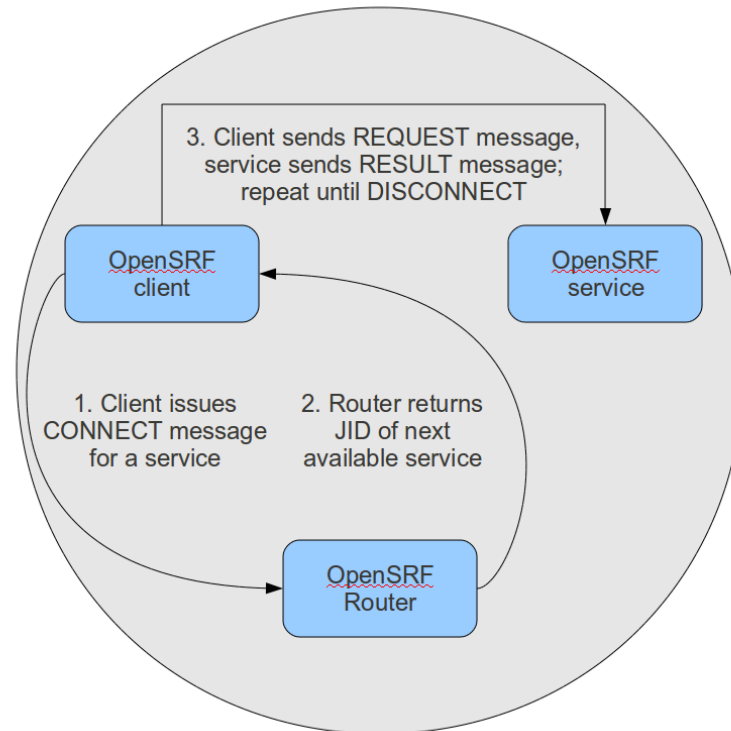 3. Client sends REQUEST message,
service sends RESULT message;
repeat until DISCONNECT
OpenSRF
client
OpenSRF
service
1. Client issues
CONNECT message
for a service
2. Router returns
JID of next
available service
OpenSRF
Router